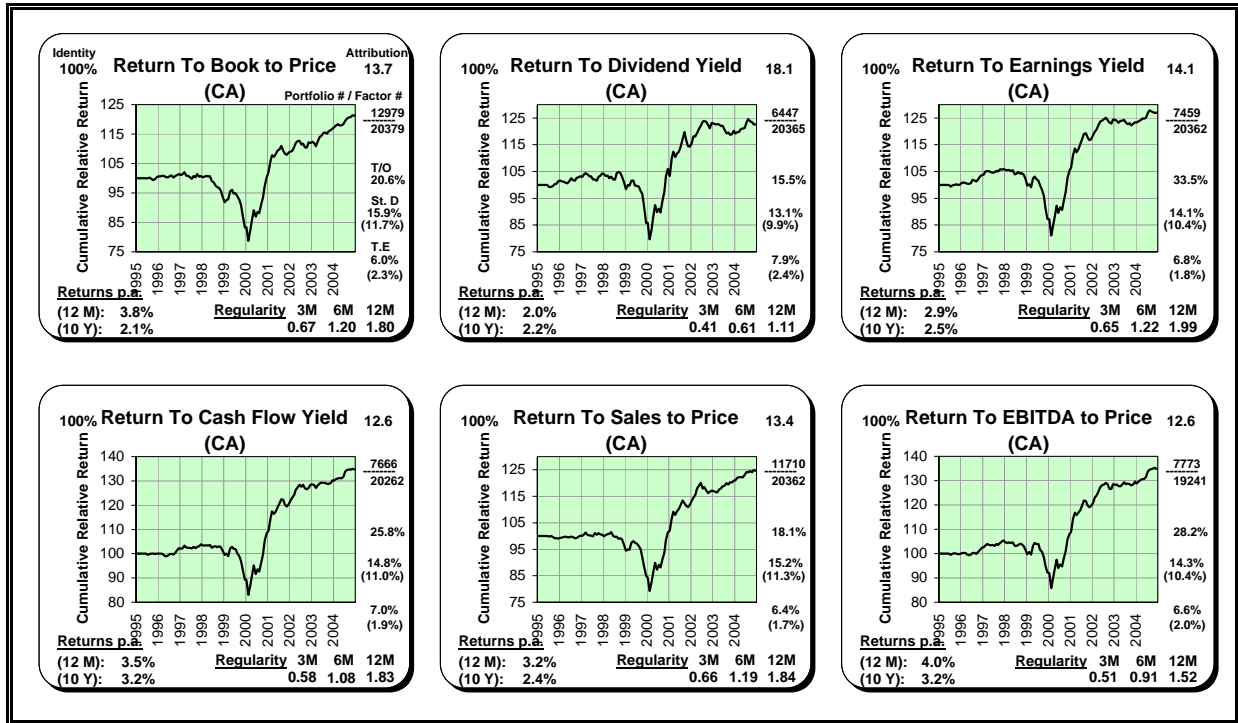 Identity
100%
Return To Book to Price
(CA)
Attribution
13.7
Portfolio # / Factor #
12979
20379
T/O
20.6%
St. D
15.9%
(11.7%)
T.E
6.0%
(2.3%)
Cumulative Relative Return
125
115
105
95
85
75
1995
1996
1997
1998
1999
2000
2001
2002
2003
2004
Returns p.a.
(12 M): 3.8%
(10 Y): 2.1%
Regularity 3M 6M 12M
0.67 1.20 1.80
100%
Return To Dividend Yield
(CA)
18.1
6447
20365
15.5%
13.1%
(9.9%)
7.9%
(2.4%)
Cumulative Relative Return
125
115
105
95
85
75
1995
1996
1997
1998
1999
2000
2001
2002
2003
2004
Returns p.a.
(12 M): 2.0%
(10 Y): 2.2%
Regularity 3M 6M 12M
0.41 0.61 1.11
100%
Return To Earnings Yield
(CA)
14.1
7459
20362
33.5%
14.1%
(10.4%)
6.8%
(1.8%)
Cumulative Relative Return
125
115
105
95
85
75
1995
1996
1997
1998
1999
2000
2001
2002
2003
2004
Returns p.a.
(12 M): 2.9%
(10 Y): 2.5%
Regularity 3M 6M 12M
0.65 1.22 1.99
100%
Return To Cash Flow Yield
(CA)
12.6
7666
20262
25.8%
14.8%
(11.0%)
7.0%
(1.9%)
Cumulative Relative Return
140
130
120
110
100
90
80
1995
1996
1997
1998
1999
2000
2001
2002
2003
2004
Returns p.a.
(12 M): 3.5%
(10 Y): 3.2%
Regularity 3M 6M 12M
0.58 1.08 1.83
100%
Return To Sales to Price
(CA)
13.4
11710
20362
18.1%
15.2%
(11.3%)
6.4%
(1.7%)
Cumulative Relative Return
125
115
105
95
85
75
1995
1996
1997
1998
1999
2000
2001
2002
2003
2004
Returns p.a.
(12 M): 3.2%
(10 Y): 2.4%
Regularity 3M 6M 12M
0.66 1.19 1.84
100%
Return To EBITDA to Price
(CA)
12.6
7773
19241
28.2%
14.3%
(10.4%)
6.6%
(2.0%)
Cumulative Relative Return
140
130
120
110
100
90
80
1995
1996
1997
1998
1999
2000
2001
2002
2003
2004
Returns p.a.
(12 M): 4.0%
(10 Y): 3.2%
Regularity 3M 6M 12M
0.51 0.91 1.52